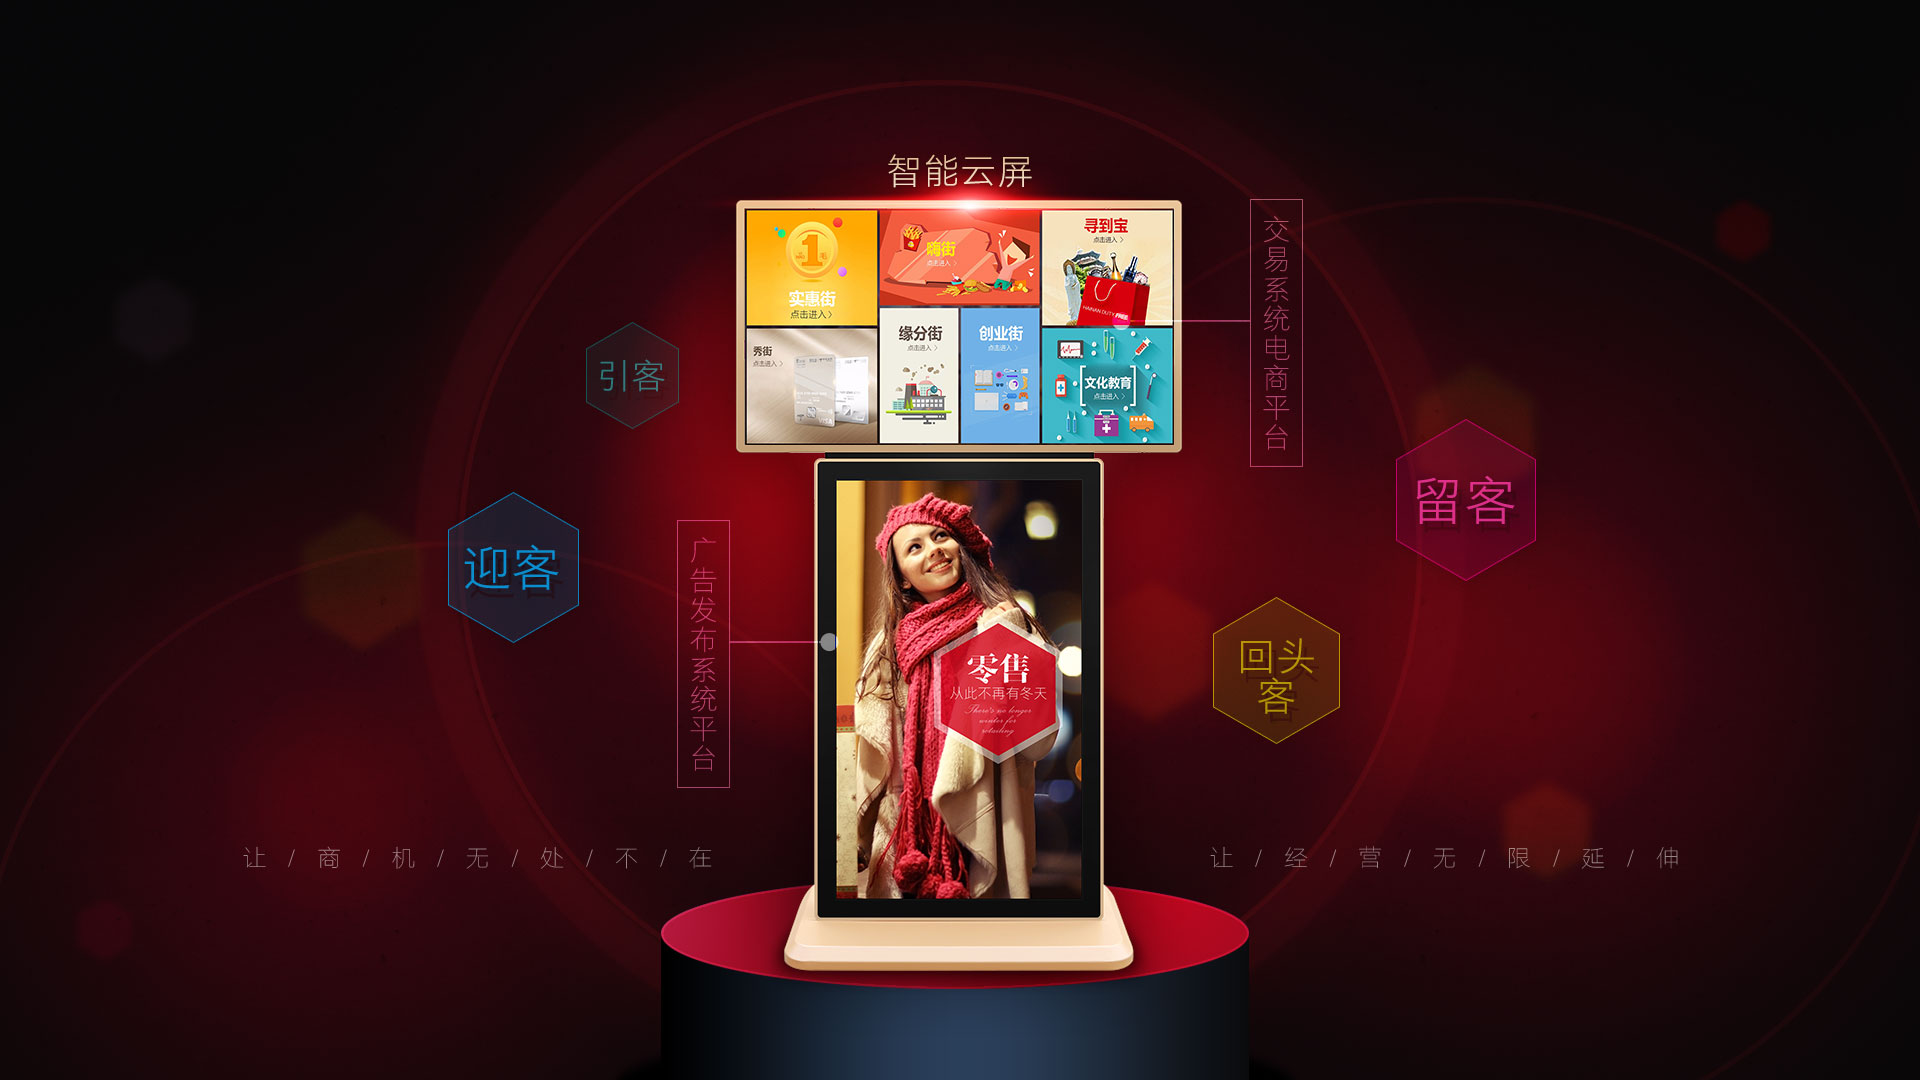 智能云屏
1
实惠街
点击进入 >
嗨街
点击进入 >
寻到宝
点击进入 >
HAINAN DUTY FREE
秀街
点击进入 >
缘分街
点击进入 >
创业街
点击进入 >
文化教育
点击进入 >
交易系统电商平台
引客
迎客
广告发布系统平台
留客
回头
客
零售
从此不再有冬天
There's no longer
winter for
retailing
让 / 商 / 机 / 无 / 处 / 不 / 在
让 / 经 / 营 / 无 / 限 / 延 / 伸